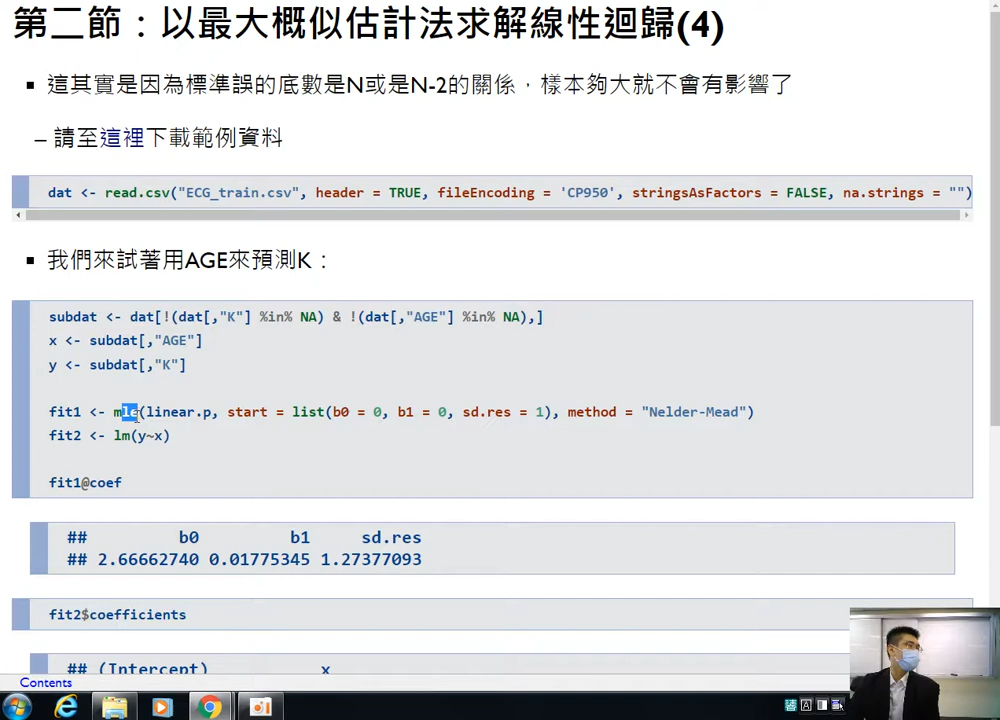 第二節：以最大概似估計法求解線性迴歸(4)
▪ 這其實是因為標準誤的底數是N或是N-2的關係，樣本夠大就不會有影響了
– 請至這裡下載範例資料
dat <- read.csv("ECG_train.csv", header = TRUE, fileEncoding = 'CP950', stringsAsFactors = FALSE, na.strings = "")
▪ 我們來試著用AGE來預測K：
subdat <- dat[!(dat[,"K"] %in% NA) & !(dat[,"AGE"] %in% NA),]
x <- subdat[,"AGE"]
y <- subdat[,"K"]
fit1 <- mle(linear.p, start = list(b0 = 0, b1 = 0, sd.res = 1), method = "Nelder-Mead")
fit2 <- lm(y~x)
fit1@coef
## b0 b1 sd.res
## 2.66662740 0.01775345 1.27377093
fit2$coefficients
## (Intercept) x
Contents